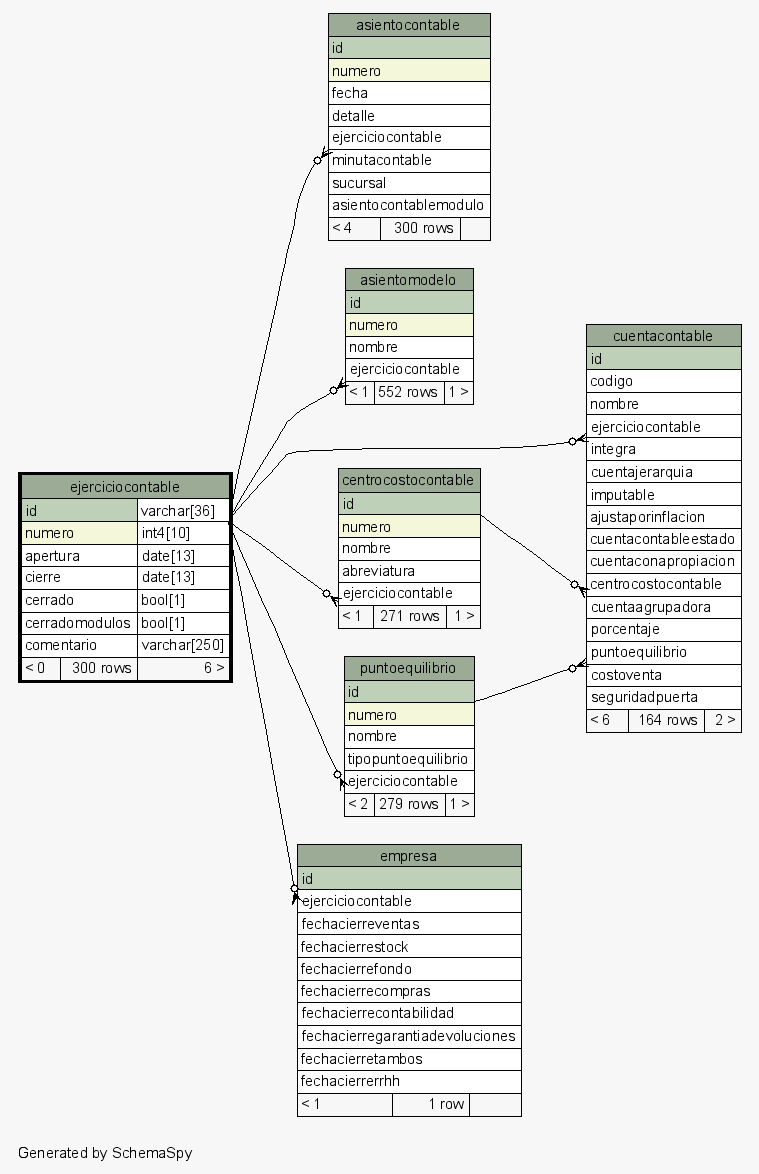 asientocontable
id
numero
fecha
detalle
ejerciciocontable
minutacontable
sucursal
asientocontablemodulo
< 4 300 rows
asientomodelo
id
numero
nombre
ejerciciocontable
< 1 552 rows 1 >
cuentacontable
id
codigo
nombre
ejerciciocontable
integra
cuentajerarquia
imputable
ajustaporinflacion
cuentacontableestado
cuentaconapropiacion
centrocostocontable
cuentaagrupadora
porcentaje
puntoequilibrio
costoventa
seguridadpuerta
< 6 164 rows 2 >
ejerciciocontable
id varchar[36]
numero int4[10]
apertura date[13]
cierre date[13]
cerrado bool[1]
cerradomodulos bool[1]
comentario varchar[250]
< 0 300 rows 6 >
centrocostocontable
id
numero
nombre
abreviatura
ejerciciocontable
< 1 271 rows 1 >
puntoequilibrio
id
numero
nombre
tipopuntoequilibrio
ejerciciocontable
< 2 279 rows 1 >
empresa
id
ejerciciocontable
fechacierreventas
fechacierrestock
fechacierrefondo
fechacierrecompras
fechacierrecontabilidad
fechacierregarantiadevoluciones
fechacierretambos
fechacierrerrhh
< 1 1 row
Generated by SchemaSpy